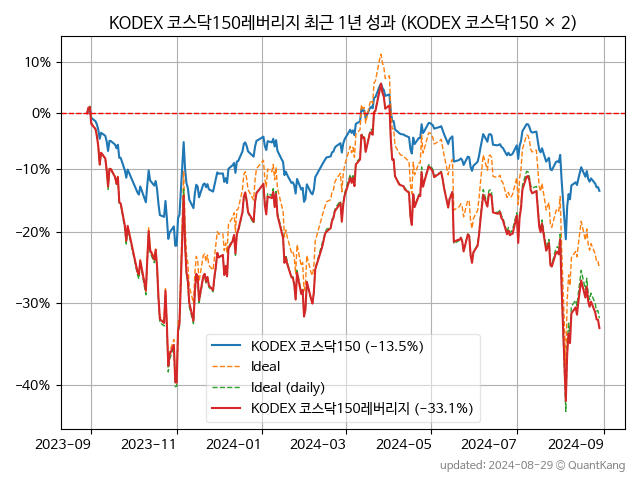 KODEX 코스닥150레버리지 최근 1년 성과 (KODEX 코스닥150 × 2)
10%
0%
−10%
−20%
−30%
−40%
KODEX 코스닥150 (−13.5%)
Ideal
Ideal (daily)
KODEX 코스닥150레버리지 (−33.1%)
2023-09 2023-11 2024-01 2024-03 2024-05 2024-07 2024-09
updated: 2024-08-29 © QuantKang